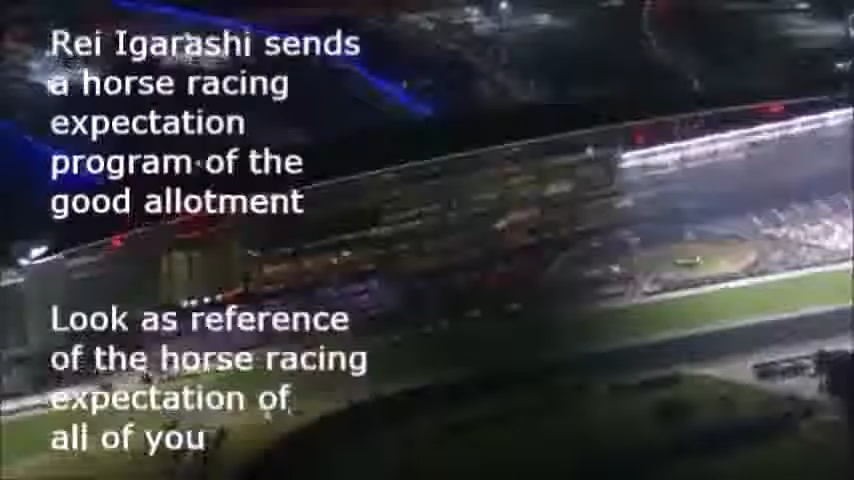 Rei Igarashi sends
a horse racing
expectation
program of the
good allotment
Look as reference
of the horse racing
expectation of
all of you